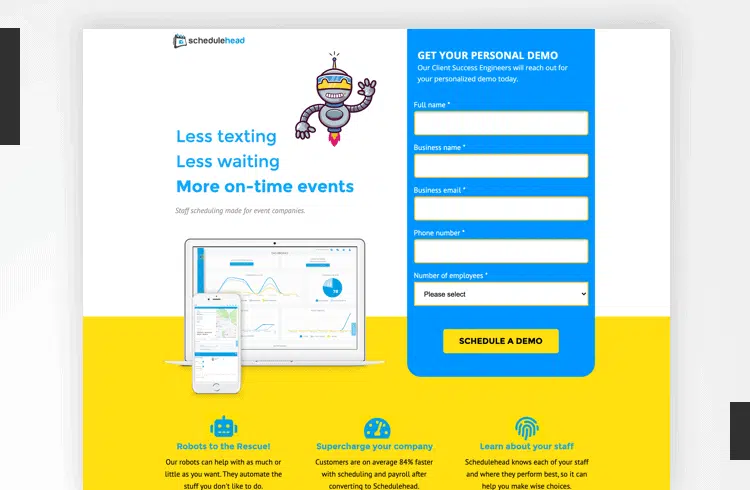 schedulehead
Less texting
Less waiting
More on-time events
Staff scheduling made for event companies.
GET YOUR PERSONAL DEMO
Our Client Success Engineers will reach out for
your personalized demo today.
Full name *
Business name *
Business email *
Phone number *
Number of employees *
Please select
SCHEDULE A DEMO
Robots to the Rescue!
Our robots can help with as much or
little as you want. They automate the
stuff you don't like to do.
Supercharge your company
Customers are on average 84% faster
with scheduling and payroll after
converting to Schedulehead.
Learn about your staff
Schedulehead knows each of your staff
and where they perform best, so it can
help you make wise choices.